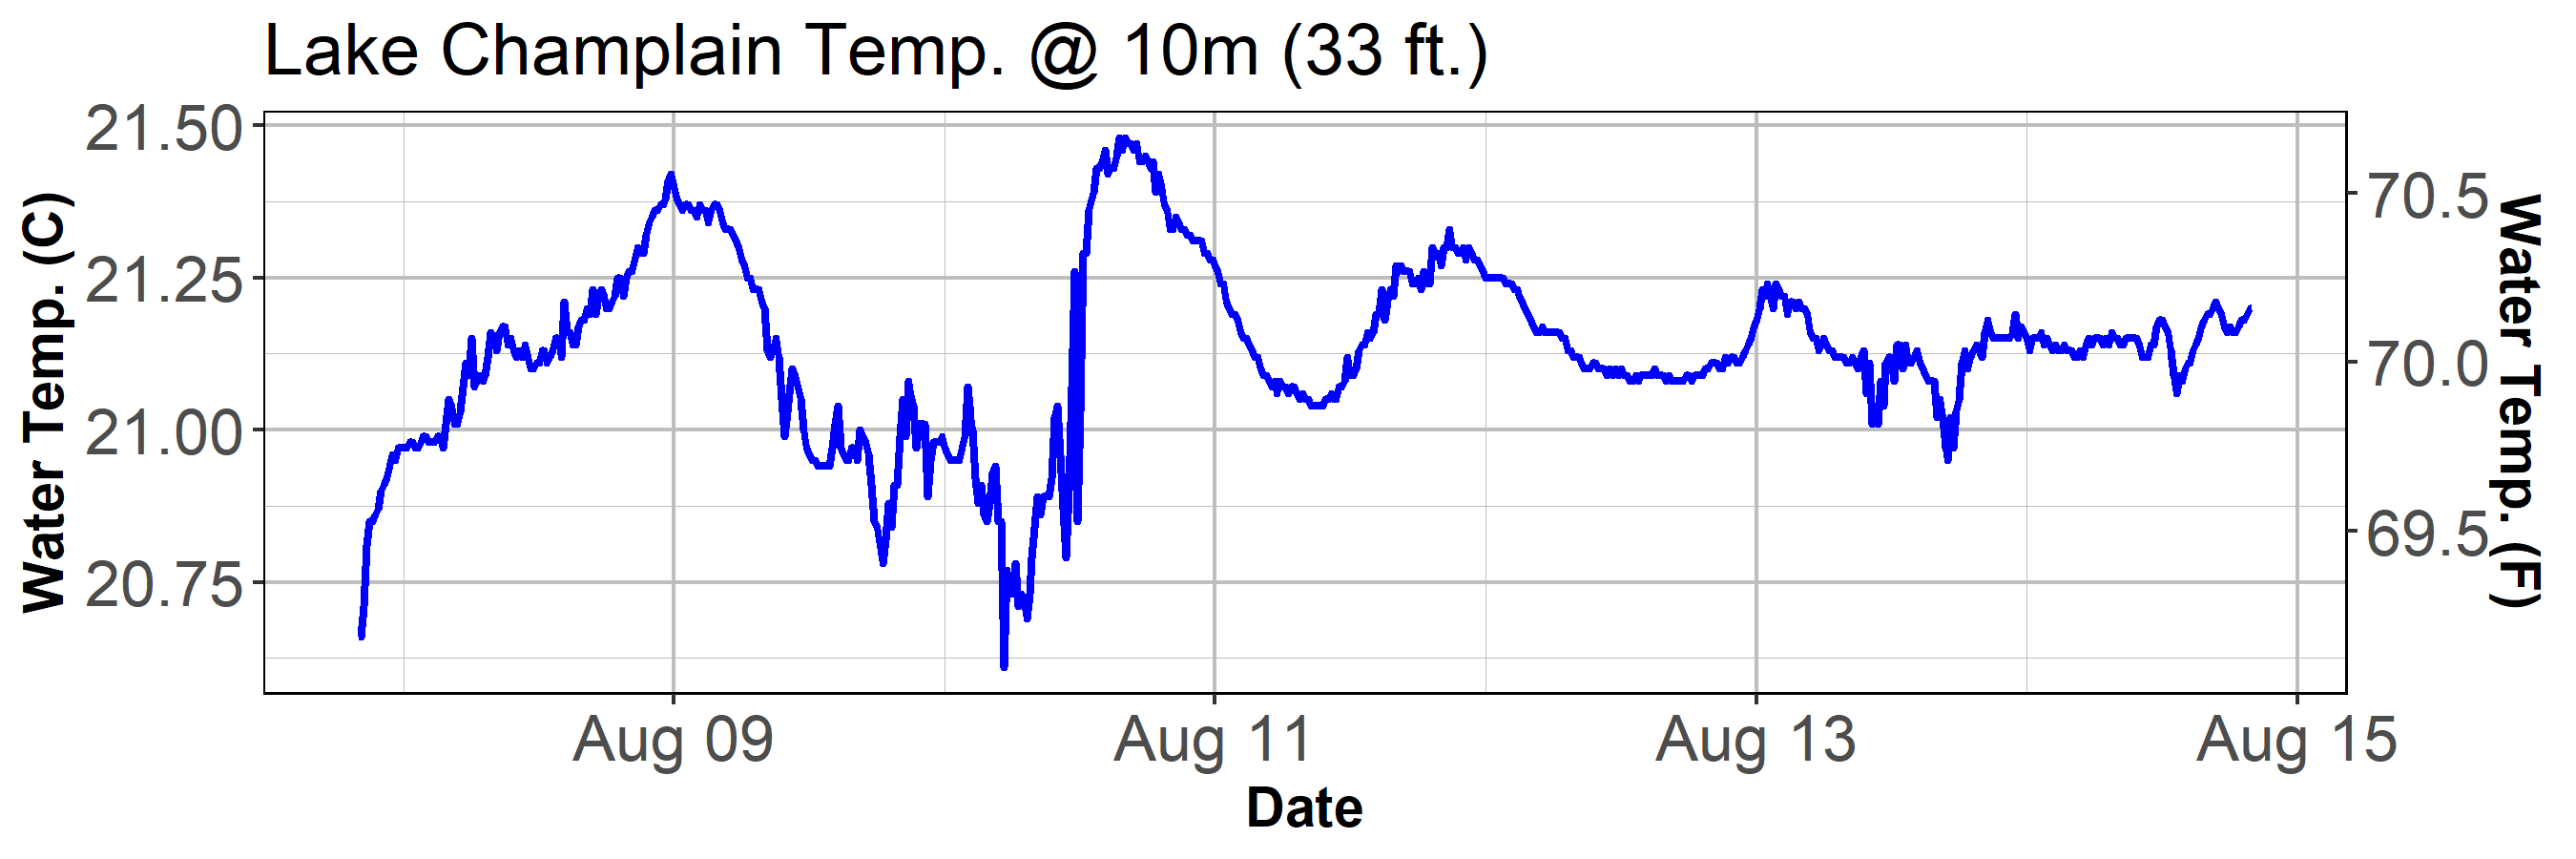 Lake Champlain Temp. @ 10m (33 ft.)
Water Temp. (C)
21.50
21.25
21.00
20.75
70.5
70.0
69.5
Water Temp. (F)
Aug 09 Aug 11 Aug 13 Aug 15
Date